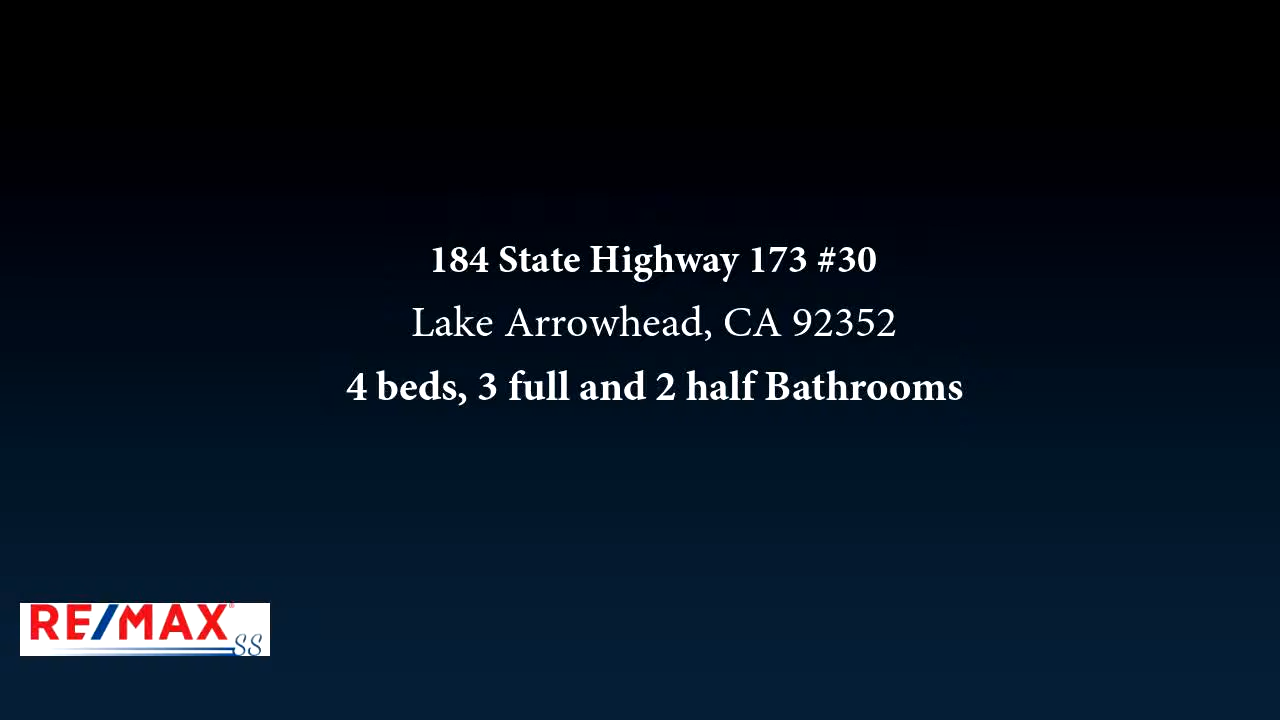 184 State Highway 173 #30
Lake Arrowhead, CA 92352
4 beds, 3 full and 2 half Bathrooms
RE/MAX®
SS